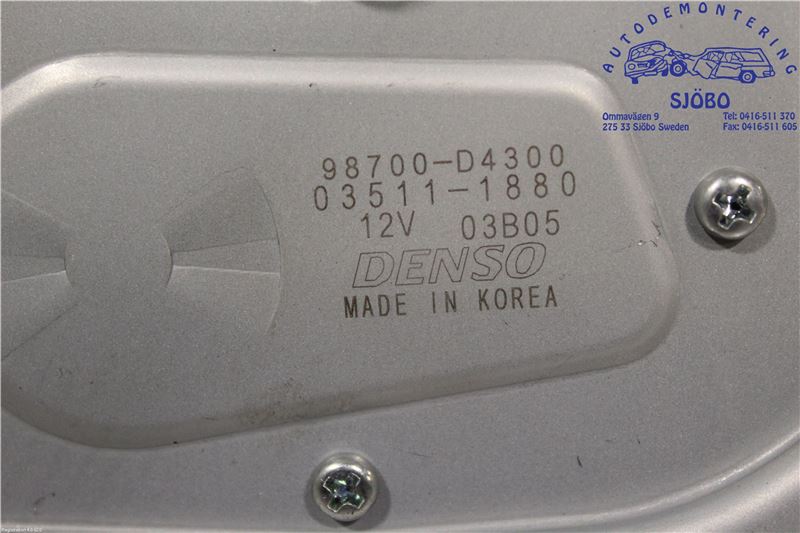 AUTODEMONTERING
SJÖBO
Ommavägen 9 Tel: 0416-511 370
275 33 Sjöbo Sweden Fax: 0416-511 605
98700-D4300
03511-1880
12V 03B05
DENSO
MADE IN KOREA